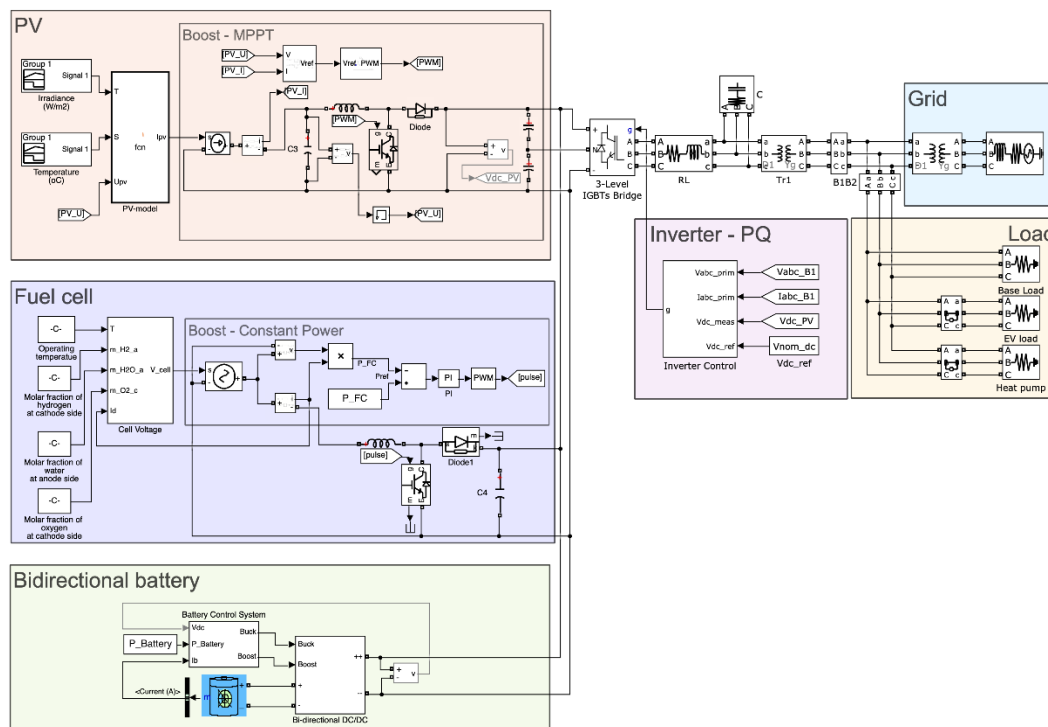 PV
Boost - MPPT
[PV_U]
[PV_I]
V
I
Vref
Vref PWM
[PWM]
Group 1
Signal 1
Irradiance
(W/m2)
Group 1
Signal 1
Temperature
(oC)
[PV_U]
T
S
Upv
fcn
Ipv
PV-model
[PV_I]
[PWM]
C3
Diode
Vdc_PV
[PV_U]
+
N
-
g
A
B
C
3-Level
IGBTs Bridge
RL
C
Tr1
B1B2
Grid
D1 Yg
Load
Base Load
EV load
Heat pump
Inverter - PQ
Vabc_prim
Iabc_prim
Vdc_meas
Vdc_ref
g
Inverter Control
Vabc_B1
Iabc_B1
Vdc_PV
Vnom_dc
Vdc_ref
Fuel cell
Boost - Constant Power
-C-
Operating
temperatue
-C-
Molar fraction of
hydrogen
at cathode side
-C-
Molar fraction of
water
at anode side
-C-
Molar fraction of
oxygen
at cathode side
T
m_H2_a
m_H2O_a
m_O2_c
Id
V_cell
Cell Voltage
P_FC
Pref
P_FC
PI
PI
PWM
[pulse]
[pulse]
Diode1
C4
Bidirectional battery
Battery Control System
P_Battery
Vdc
P_Battery
Ib
Buck
Boost
Buck
Boost
++
--
<Current (A)>
m
+
-
v
Bi-directional DC/DC